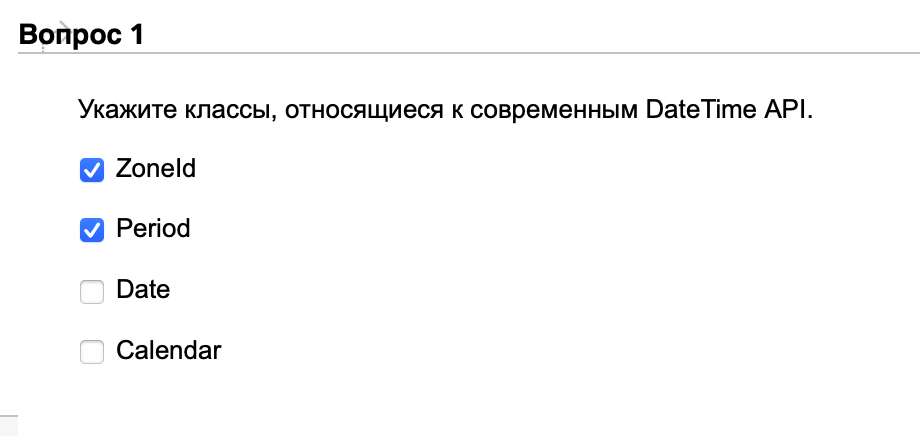 Вопрос 1
Укажите классы, относящиеся к современным DateTime API.
ZoneId
Period
Date
Calendar